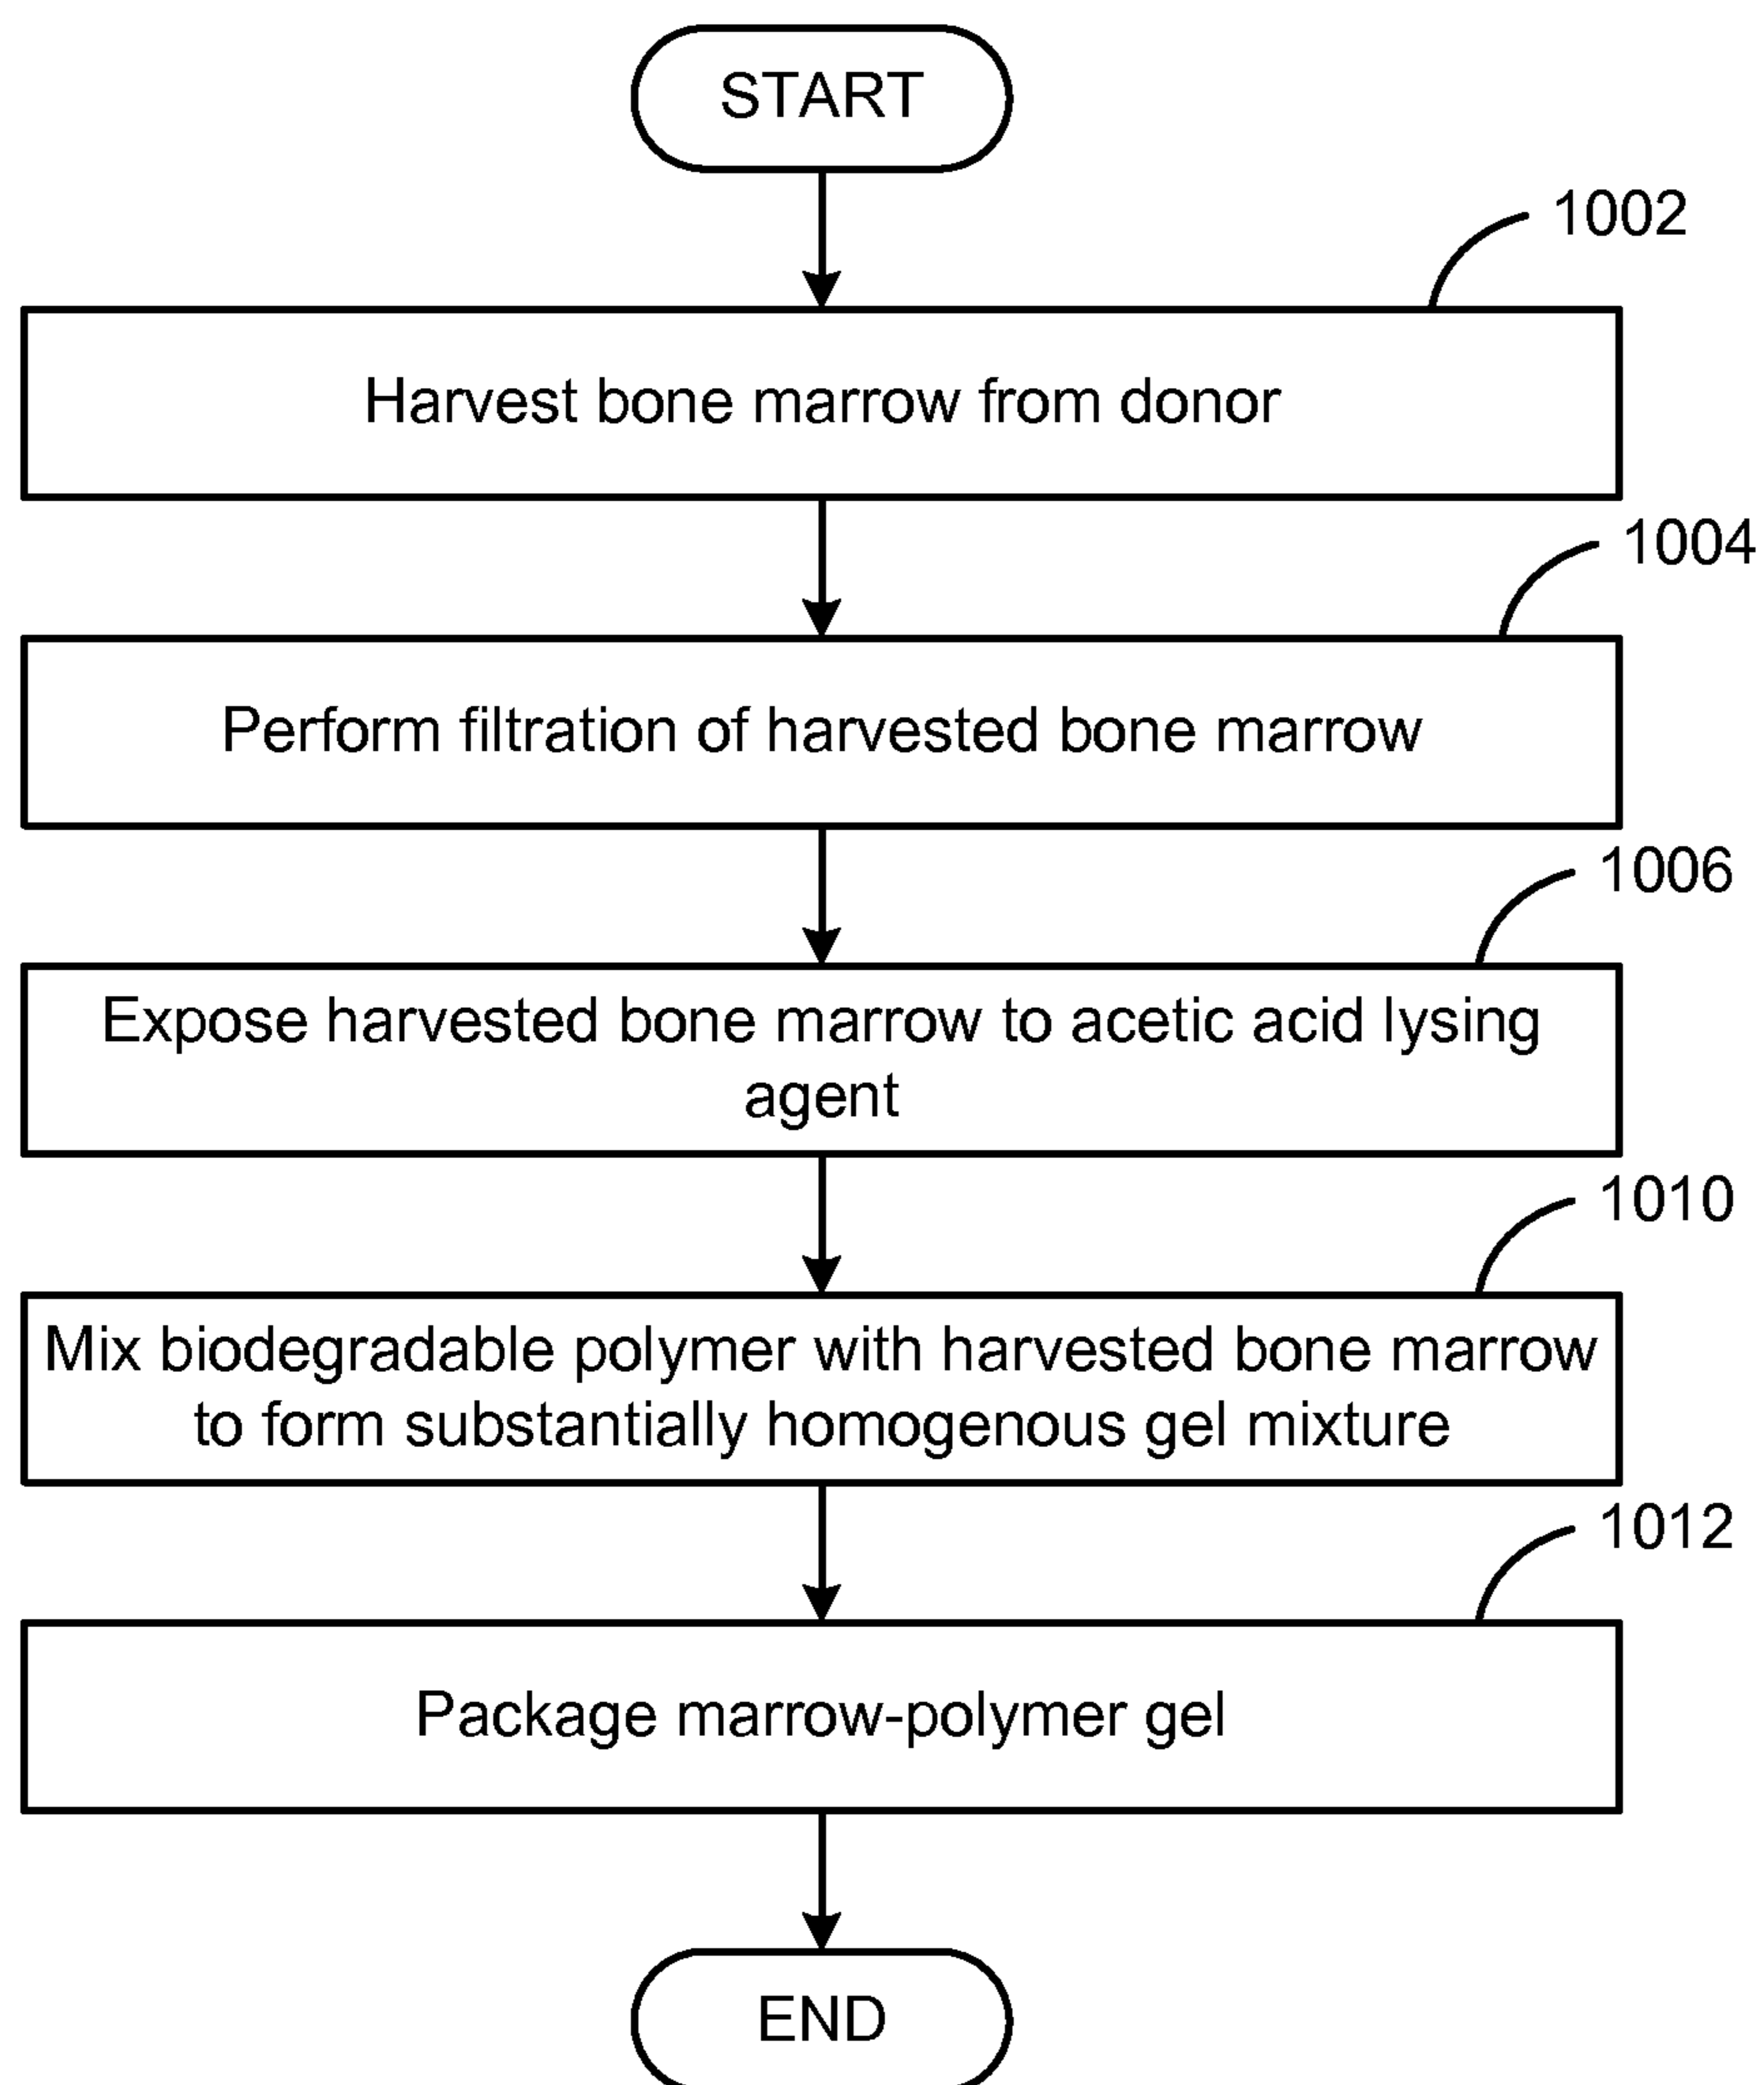 START
1002
Harvest bone marrow from donor
1004
Perform filtration of harvested bone marrow
1006
Expose harvested bone marrow to acetic acid lysing
agent
1010
Mix biodegradable polymer with harvested bone marrow
to form substantially homogenous gel mixture
1012
Package marrow-polymer gel
END